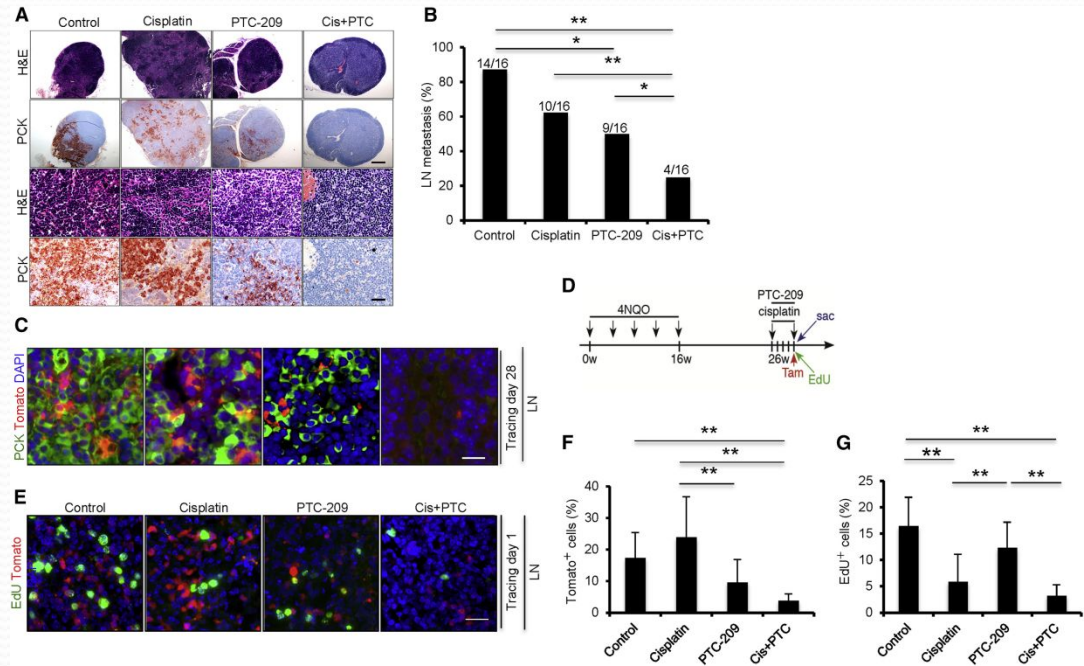 A
Control Cisplatin PTC-209 Cis+PTC
H&E
PCK
H&E
PCK
B
LN metastasis (%)
100
80
60
40
20
0
**
*
**
*
14/16
10/16
9/16
4/16
Control Cisplatin PTC-209 Cis+PTC
C
PCK Tomato DAPI
Tracing day 28
LN
D
PTC-209
cisplatin
4NQO
sac
0w 16w 26w
Tam
EdU
E
Control Cisplatin PTC-209 Cis+PTC
EdU Tomato
Tracing day 1
LN
F
Tomato+ cells (%)
40
30
20
10
0
**
**
**
Control Cisplatin PTC-209 Cis+PTC
G
EdU+ cells (%)
25
20
15
10
5
0
**
** ** **
Control Cisplatin PTC-209 Cis+PTC